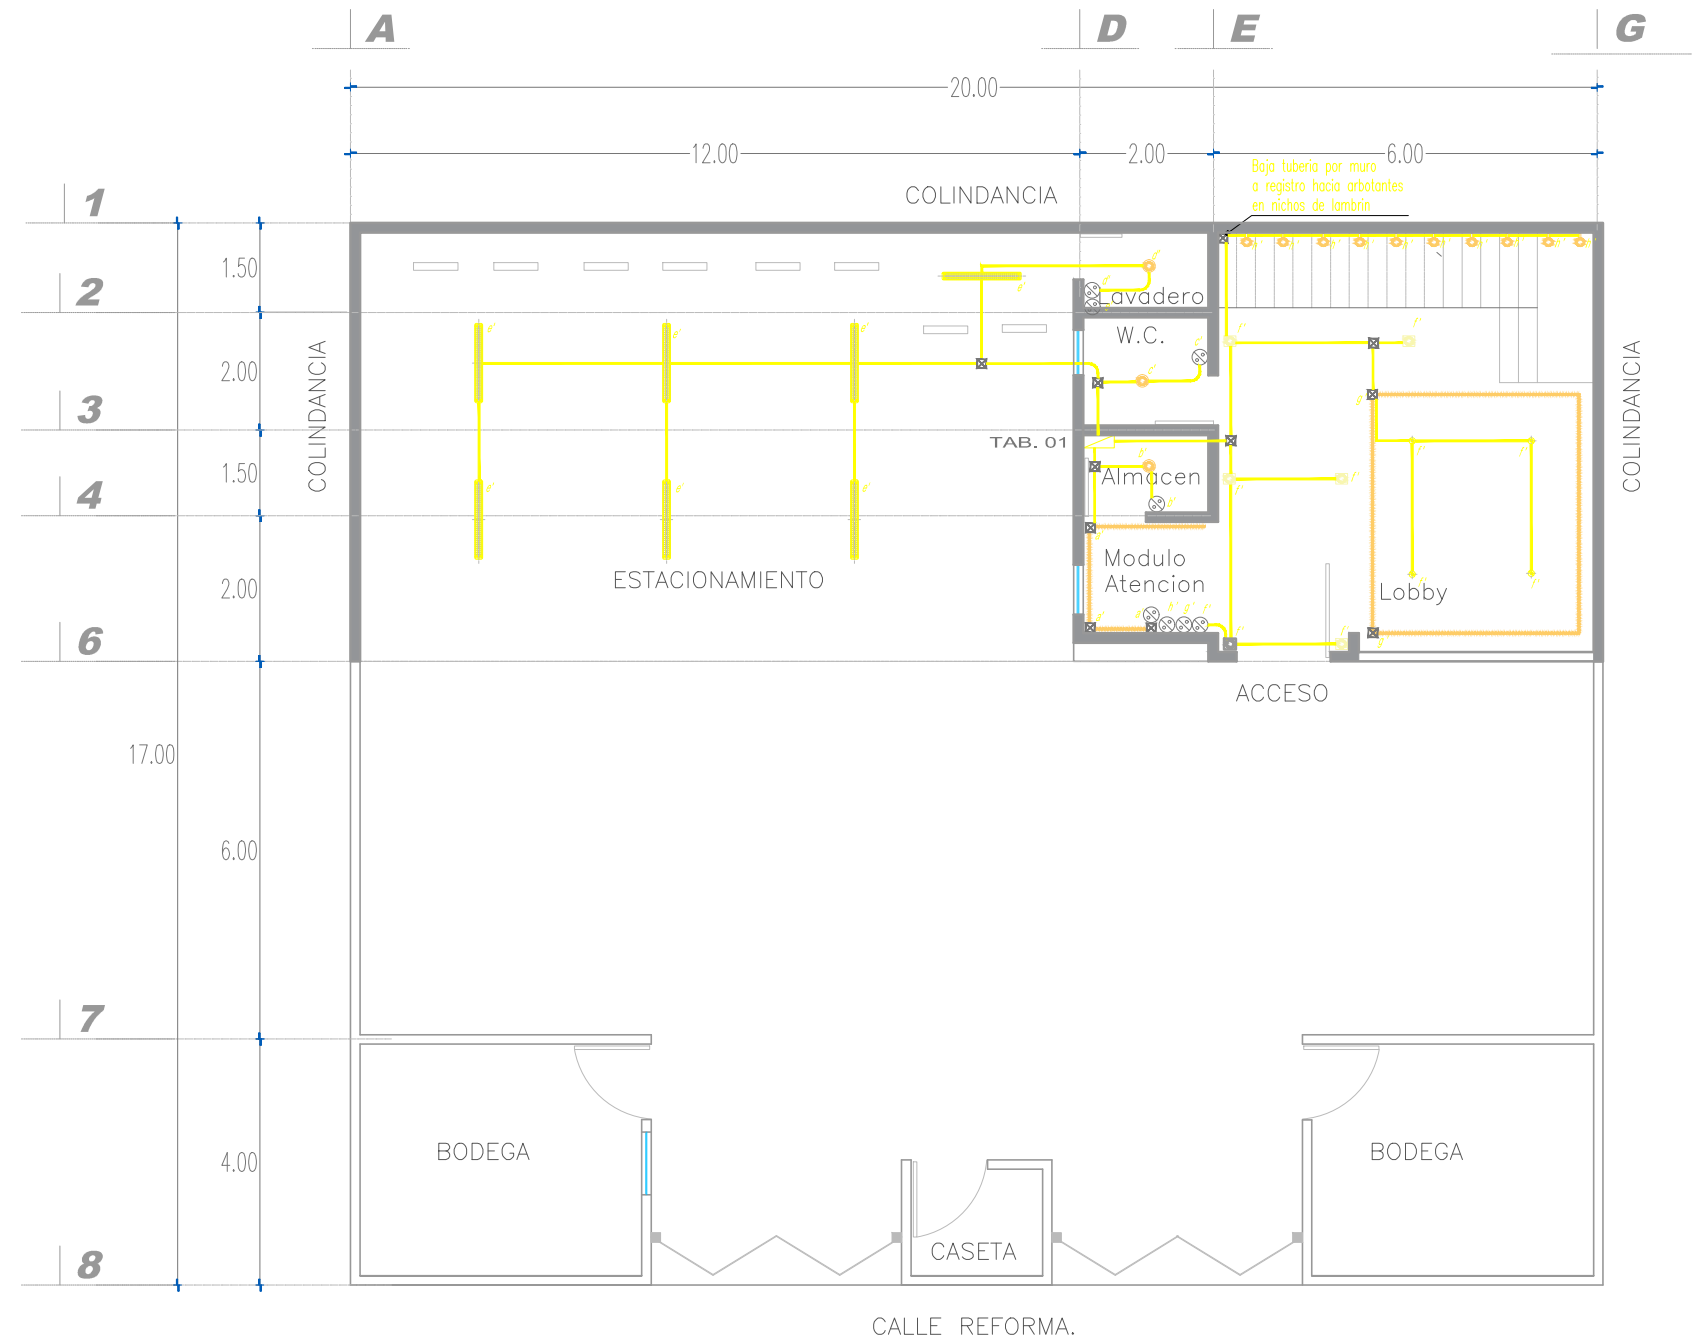 A
D
E
G
20.00
12.00
2.00
6.00
Baja tuberia por muro
a registro hacia arbotantes
en nichos de lambrin
COLINDANCIA
1
1.50
2
Lavadero
W.C.
2.00
COLINDANCIA
COLINDANCIA
3
TAB. 01
1.50
Almacen
4
Modulo
Atencion
ESTACIONAMIENTO
2.00
Lobby
6
ACCESO
17.00
6.00
7
BODEGA
BODEGA
4.00
CASETA
8
CALLE REFORMA.